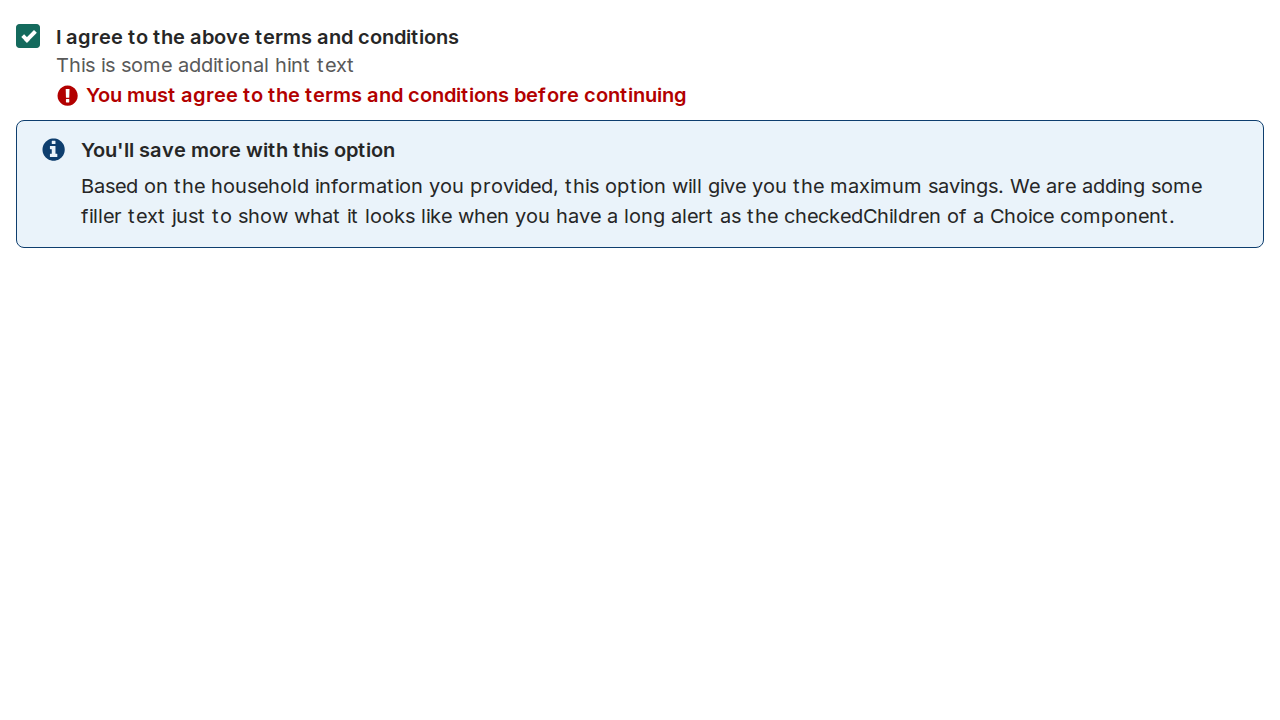 I agree to the above terms and conditions
This is some additional hint text
You must agree to the terms and conditions before continuing
You'll save more with this option
Based on the household information you provided, this option will give you the maximum savings. We are adding some
filler text just to show what it looks like when you have a long alert as the checkedChildren of a Choice component.